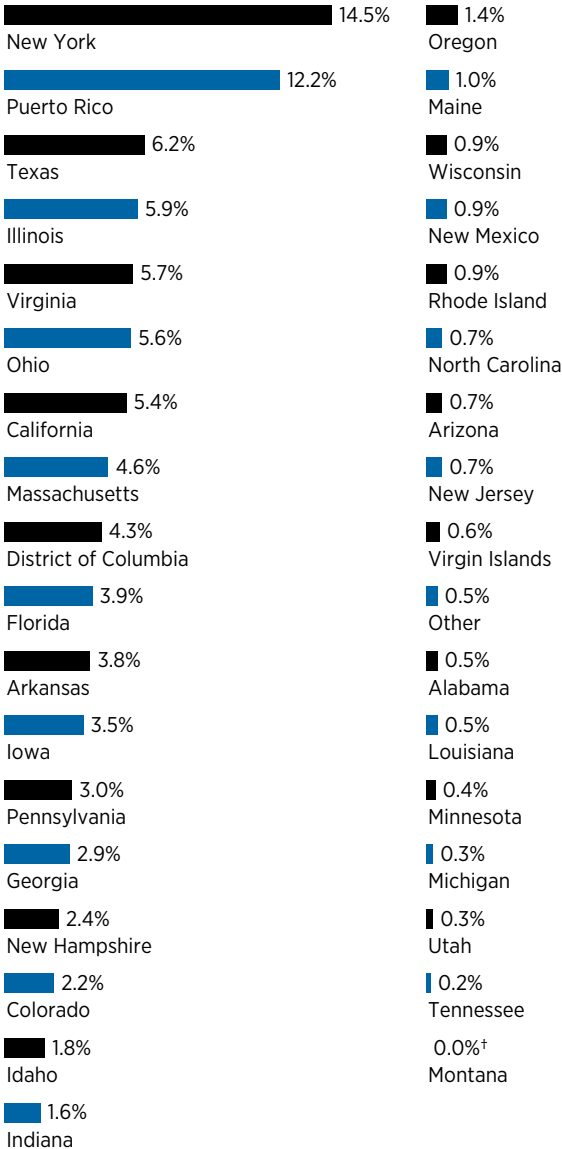 14.5%
New York
12.2%
Puerto Rico
6.2%
Texas
5.9%
Illinois
5.7%
Virginia
5.6%
Ohio
5.4%
California
4.6%
Massachusetts
4.3%
District of Columbia
3.9%
Florida
3.8%
Arkansas
3.5%
Iowa
3.0%
Pennsylvania
2.9%
Georgia
2.4%
New Hampshire
2.2%
Colorado
1.8%
Idaho
1.6%
Indiana
1.4%
Oregon
1.0%
Maine
0.9%
Wisconsin
0.9%
New Mexico
0.9%
Rhode Island
0.7%
North Carolina
0.7%
Arizona
0.7%
New Jersey
0.6%
Virgin Islands
0.5%
Other
0.5%
Alabama
0.5%
Louisiana
0.4%
Minnesota
0.3%
Michigan
0.3%
Utah
0.2%
Tennessee
0.0%†
Montana